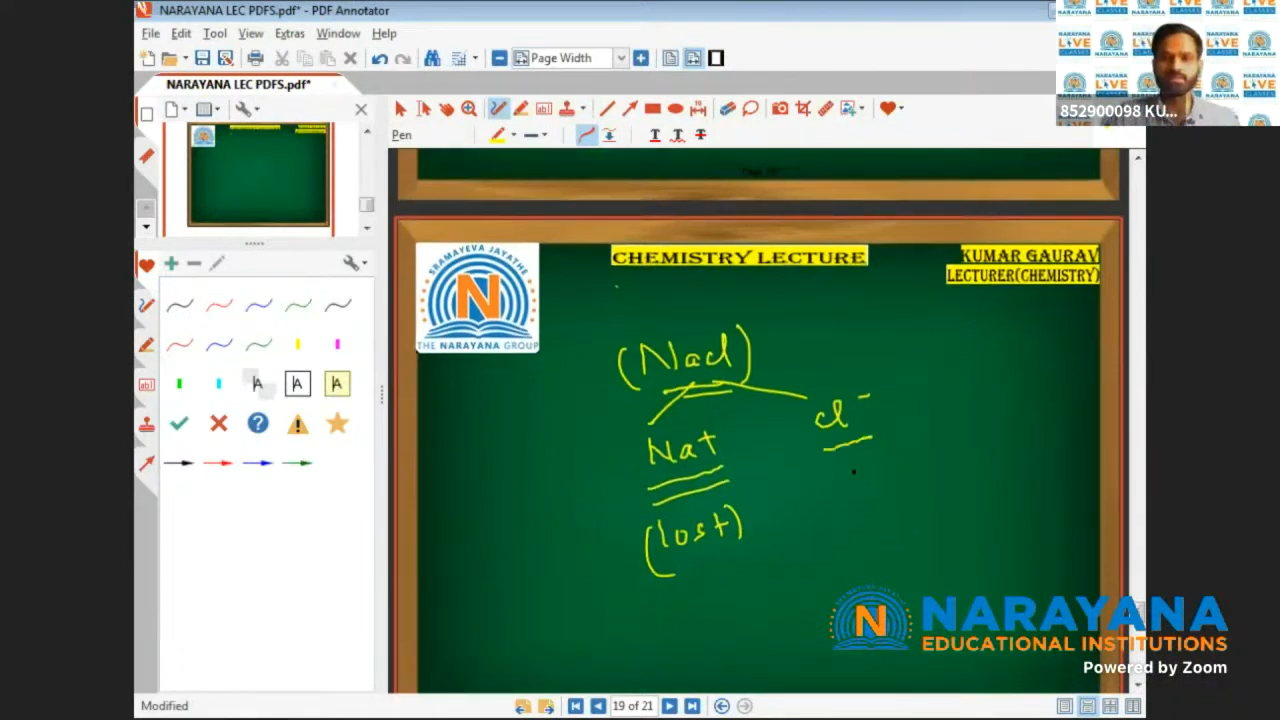 NARAYANA LEC PDFS.pdf* - PDF Annotator
File Edit Tool View Extras Window Help
Page Width
NARAYANA LEC PDFS.pdf*
Pen
852900098 KU...
SRAMAYEVA JAYATHE
N
THE NARAYANA GROUP
CHEMISTRY LECTURE
KUMAR GAURAV
LECTURER(CHEMISTRY)
(Nacl)
Na+
cl-
(lost)
NARAYANA
EDUCATIONAL INSTITUTIONS
Powered by Zoom
Modified
19 of 21